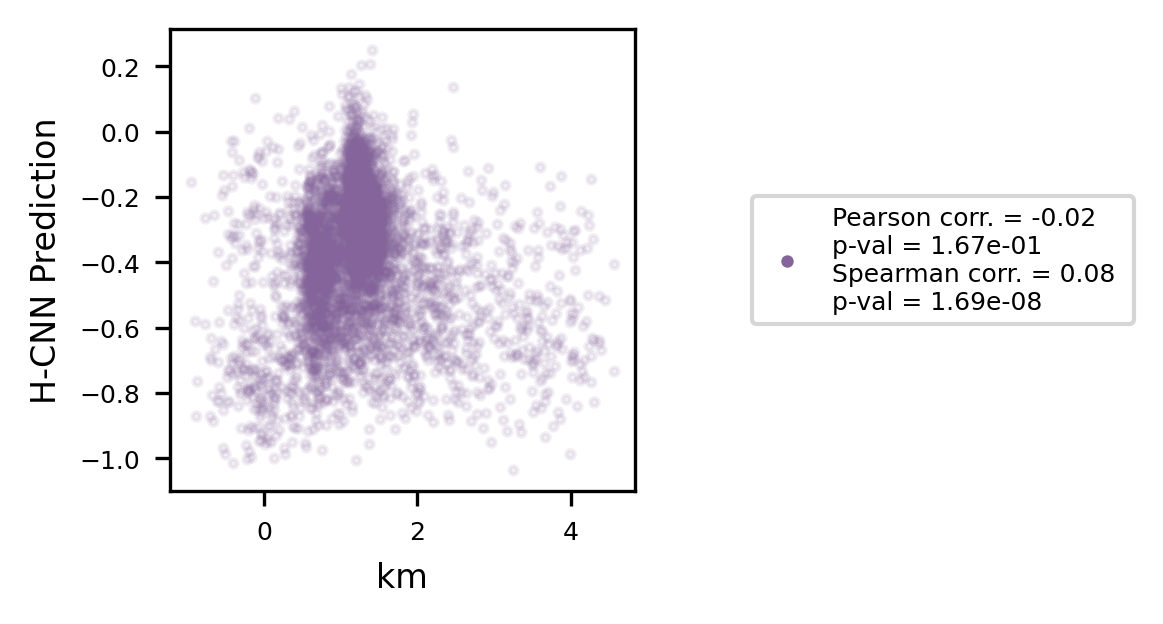 H-CNN Prediction
0.2
0.0
−0.2
−0.4
−0.6
−0.8
−1.0
0
2
4
km
Pearson corr. = -0.02
p-val = 1.67e-01
Spearman corr. = 0.08
p-val = 1.69e-08